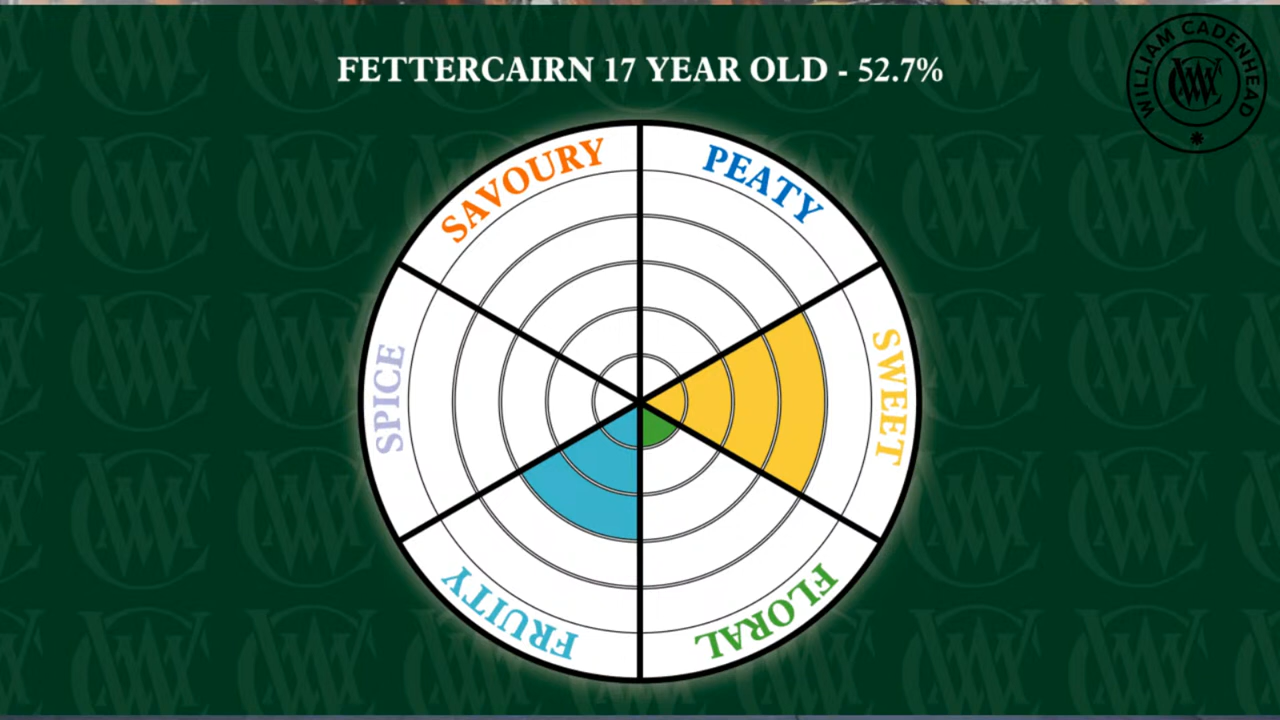 FETTERCAIRN 17 YEAR OLD - 52.7%
WILLIAM CADENHEAD
SAVOURY
PEATY
SPICE
SWEET
FRUITY
FLORAL